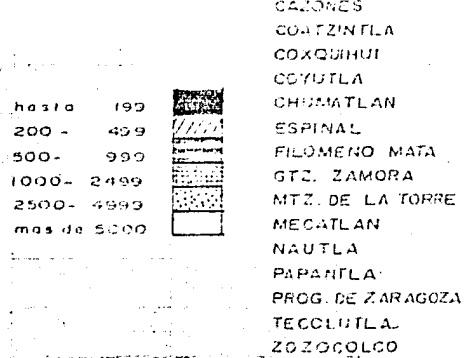 hasta 199
200 - 499
500- 999
1000- 2499
2500- 4999
mas de 5000
CAZONES
COATZINTLA
COXQUIHUI
COYUTLA
CHUMATLAN
ESPINAL
FILOMENO MATA
GTZ. ZAMORA
MTZ. DE LA TORRE
MECATLAN
NAUTLA
PAPANTLA
PROG. DE ZARAGOZA
TECOLUTLA
ZOZOCOLCO